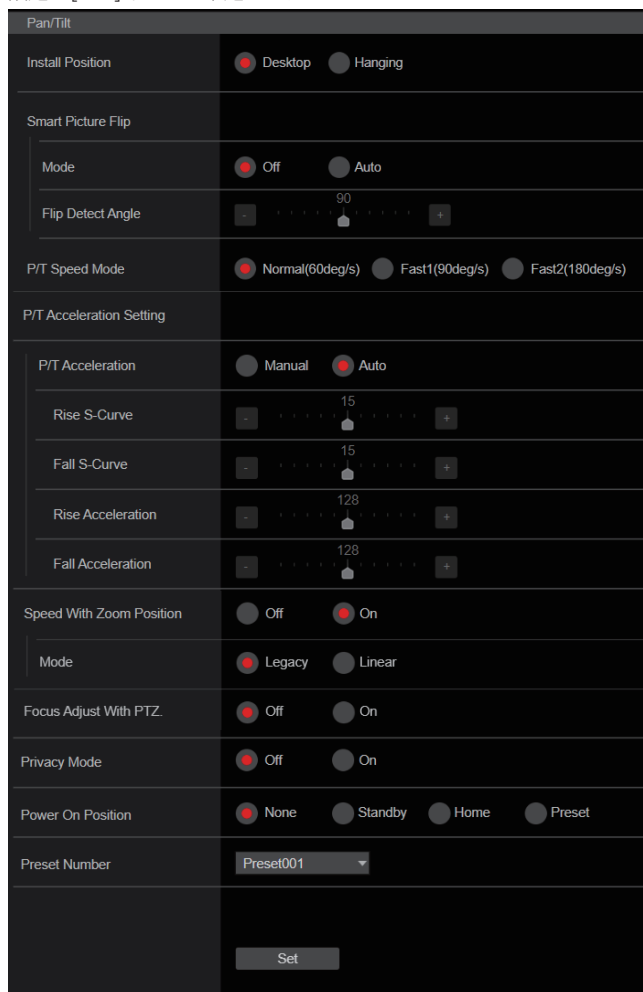 Pan/Tilt
Install Position Desktop Hanging
Smart Picture Flip
Mode Off Auto
90
Flip Detect Angle - +
P/T Speed Mode Normal(60deg/s) Fast1(90deg/s) Fast2(180deg/s)
P/T Acceleration Setting
P/T Acceleration Manual Auto
15
Rise S-Curve - +
15
Fall S-Curve - +
128
Rise Acceleration - +
128
Fall Acceleration - +
Speed With Zoom Position Off On
Mode Legacy Linear
Focus Adjust With PTZ. Off On
Privacy Mode Off On
Power On Position None Standby Home Preset
Preset Number Preset001
Set